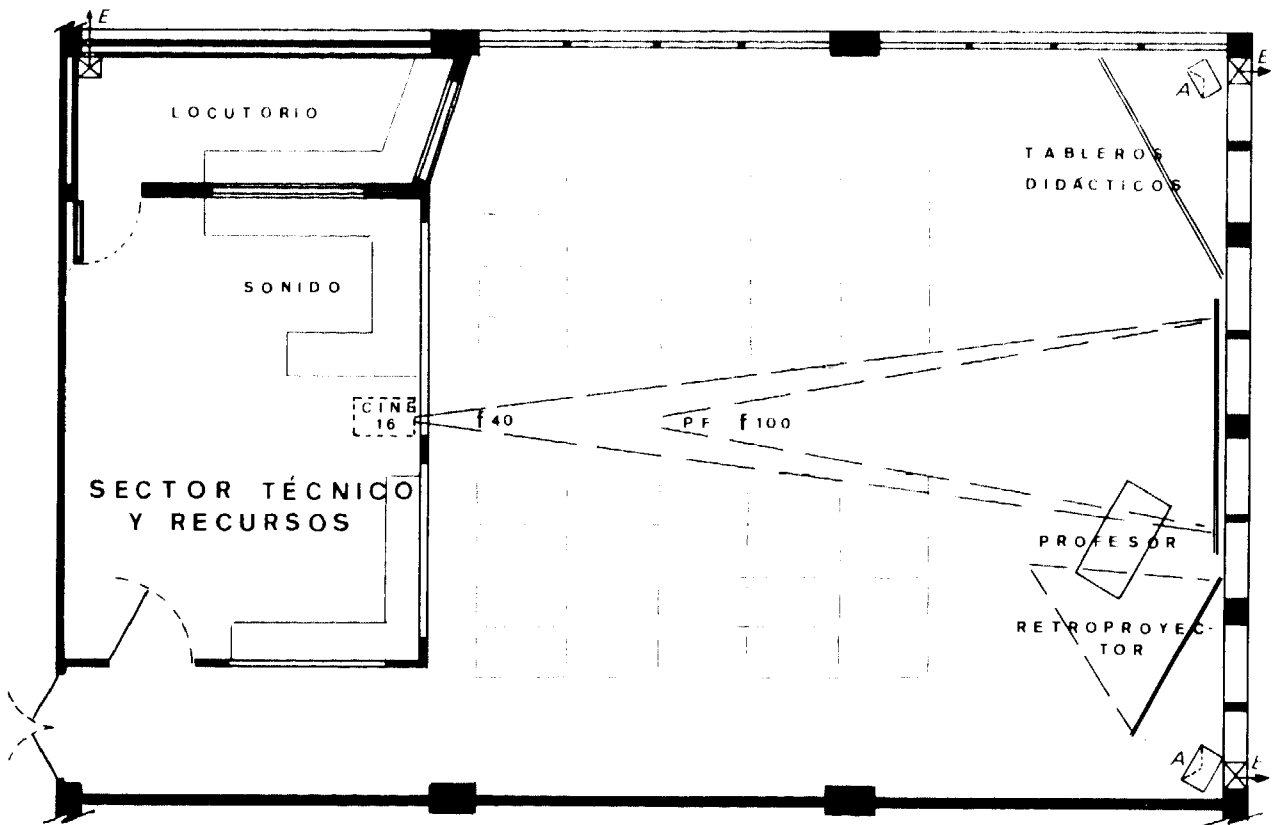 E
E
A
LOCUTORIO
TABLEROS
DIDÁCTICOS
SONIDO
CINE
16
f 40
PF f 100
SECTOR TÉCNICO
Y RECURSOS
PROFESOR
RETROPROYEC-
TOR
A
E